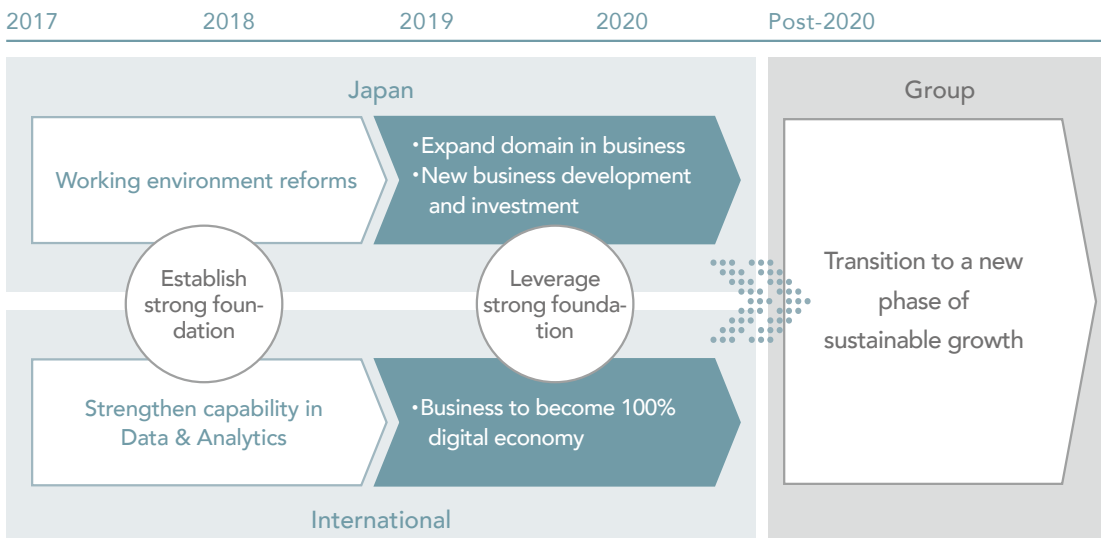 2017 2018 2019 2020 Post-2020
Japan
Group
Working environment reforms
・Expand domain in business
・New business development
and investment
Establish
strong foun-
dation
Leverage
strong founda-
tion
Transition to a new
phase of
sustainable growth
Strengthen capability in
Data & Analytics
・Business to become 100%
digital economy
International